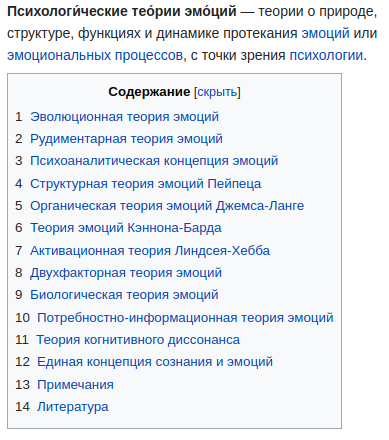 Психологи́ческие тео́рии эмо́ций — теории о природе,
структуре, функциях и динамике протекания эмоций или
эмоциональных процессов, с точки зрения психологии.
Содержание [скрыть]
1 Эволюционная теория эмоций
2 Рудиментарная теория эмоций
3 Психоаналитическая концепция эмоций
4 Структурная теория эмоций Пейпеца
5 Органическая теория эмоций Джемса-Ланге
6 Теория эмоций Кэннона-Барда
7 Активационная теория Линдсея-Хебба
8 Двухфакторная теория эмоций
9 Биологическая теория эмоций
10 Потребностно-информационная теория эмоций
11 Теория когнитивного диссонанса
12 Единая концепция сознания и эмоций
13 Примечания
14 Литература